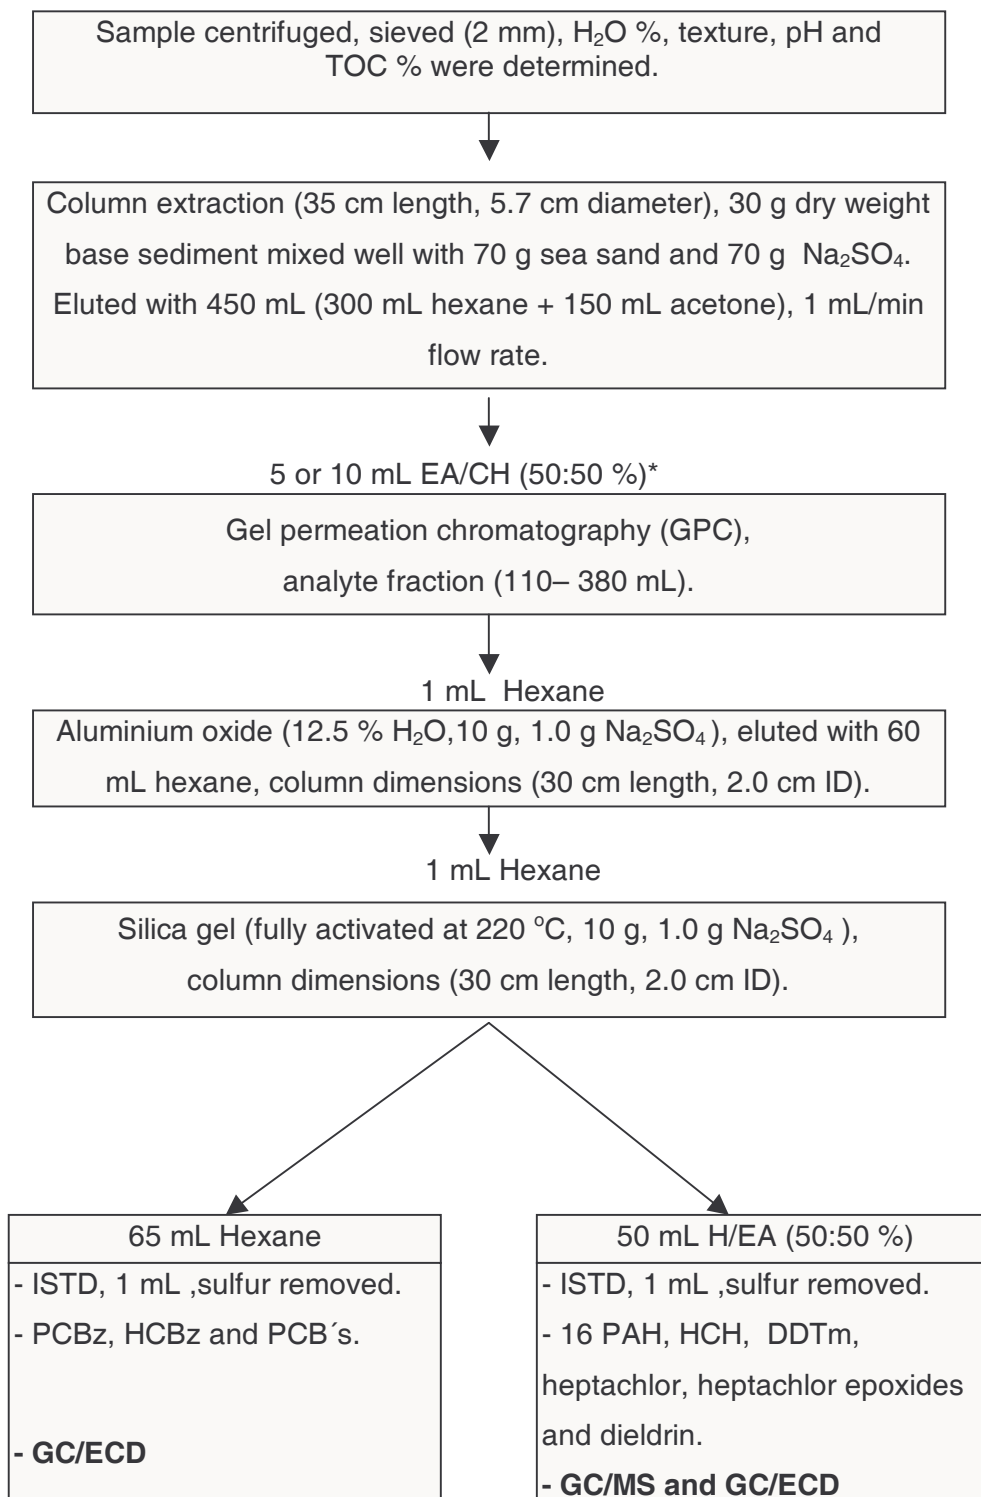 Sample centrifuged, sieved (2 mm), H₂O %, texture, pH and
TOC % were determined.
Column extraction (35 cm length, 5.7 cm diameter), 30 g dry weight
base sediment mixed well with 70 g sea sand and 70 g Na₂SO₄.
Eluted with 450 mL (300 mL hexane + 150 mL acetone), 1 mL/min
flow rate.
5 or 10 mL EA/CH (50:50 %)*
Gel permeation chromatography (GPC),
analyte fraction (110– 380 mL).
1 mL Hexane
Aluminium oxide (12.5 % H₂O,10 g, 1.0 g Na₂SO₄ ), eluted with 60
mL hexane, column dimensions (30 cm length, 2.0 cm ID).
1 mL Hexane
Silica gel (fully activated at 220 °C, 10 g, 1.0 g Na₂SO₄ ),
column dimensions (30 cm length, 2.0 cm ID).
65 mL Hexane
- ISTD, 1 mL ,sulfur removed.
- PCBz, HCBz and PCB´s.
- GC/ECD
50 mL H/EA (50:50 %)
- ISTD, 1 mL ,sulfur removed.
- 16 PAH, HCH, DDTm,
heptachlor, heptachlor epoxides
and dieldrin.
- GC/MS and GC/ECD